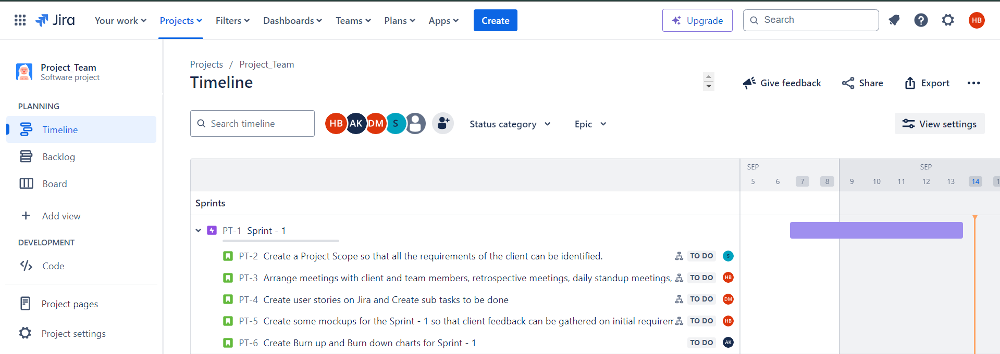 Jira Your work Projects Filters Dashboards Teams Plans Apps Create Upgrade Search HB
Project_Team
Software project
PLANNING
Timeline
Backlog
Board
Add view
DEVELOPMENT
Code
Project pages
Project settings
Projects / Project_Team
Timeline
Give feedback Share Export
Search timeline HB AK DM S Status category Epic View settings
SEP SEP
5 6 7 8 9 10 11 12 13 14
Sprints
PT-1 Sprint - 1
PT-2 Create a Project Scope so that all the requirements of the client can be identified. TO DO S
PT-3 Arrange meetings with client and team members, retrospective meetings, daily standup meetings, TO DO HB
PT-4 Create user stories on Jira and Create sub tasks to be done TO DO DM
PT-5 Create some mockups for the Sprint - 1 so that client feedback can be gathered on initial requirem TO DO HB
PT-6 Create Burn up and Burn down charts for Sprint - 1 TO DO AK